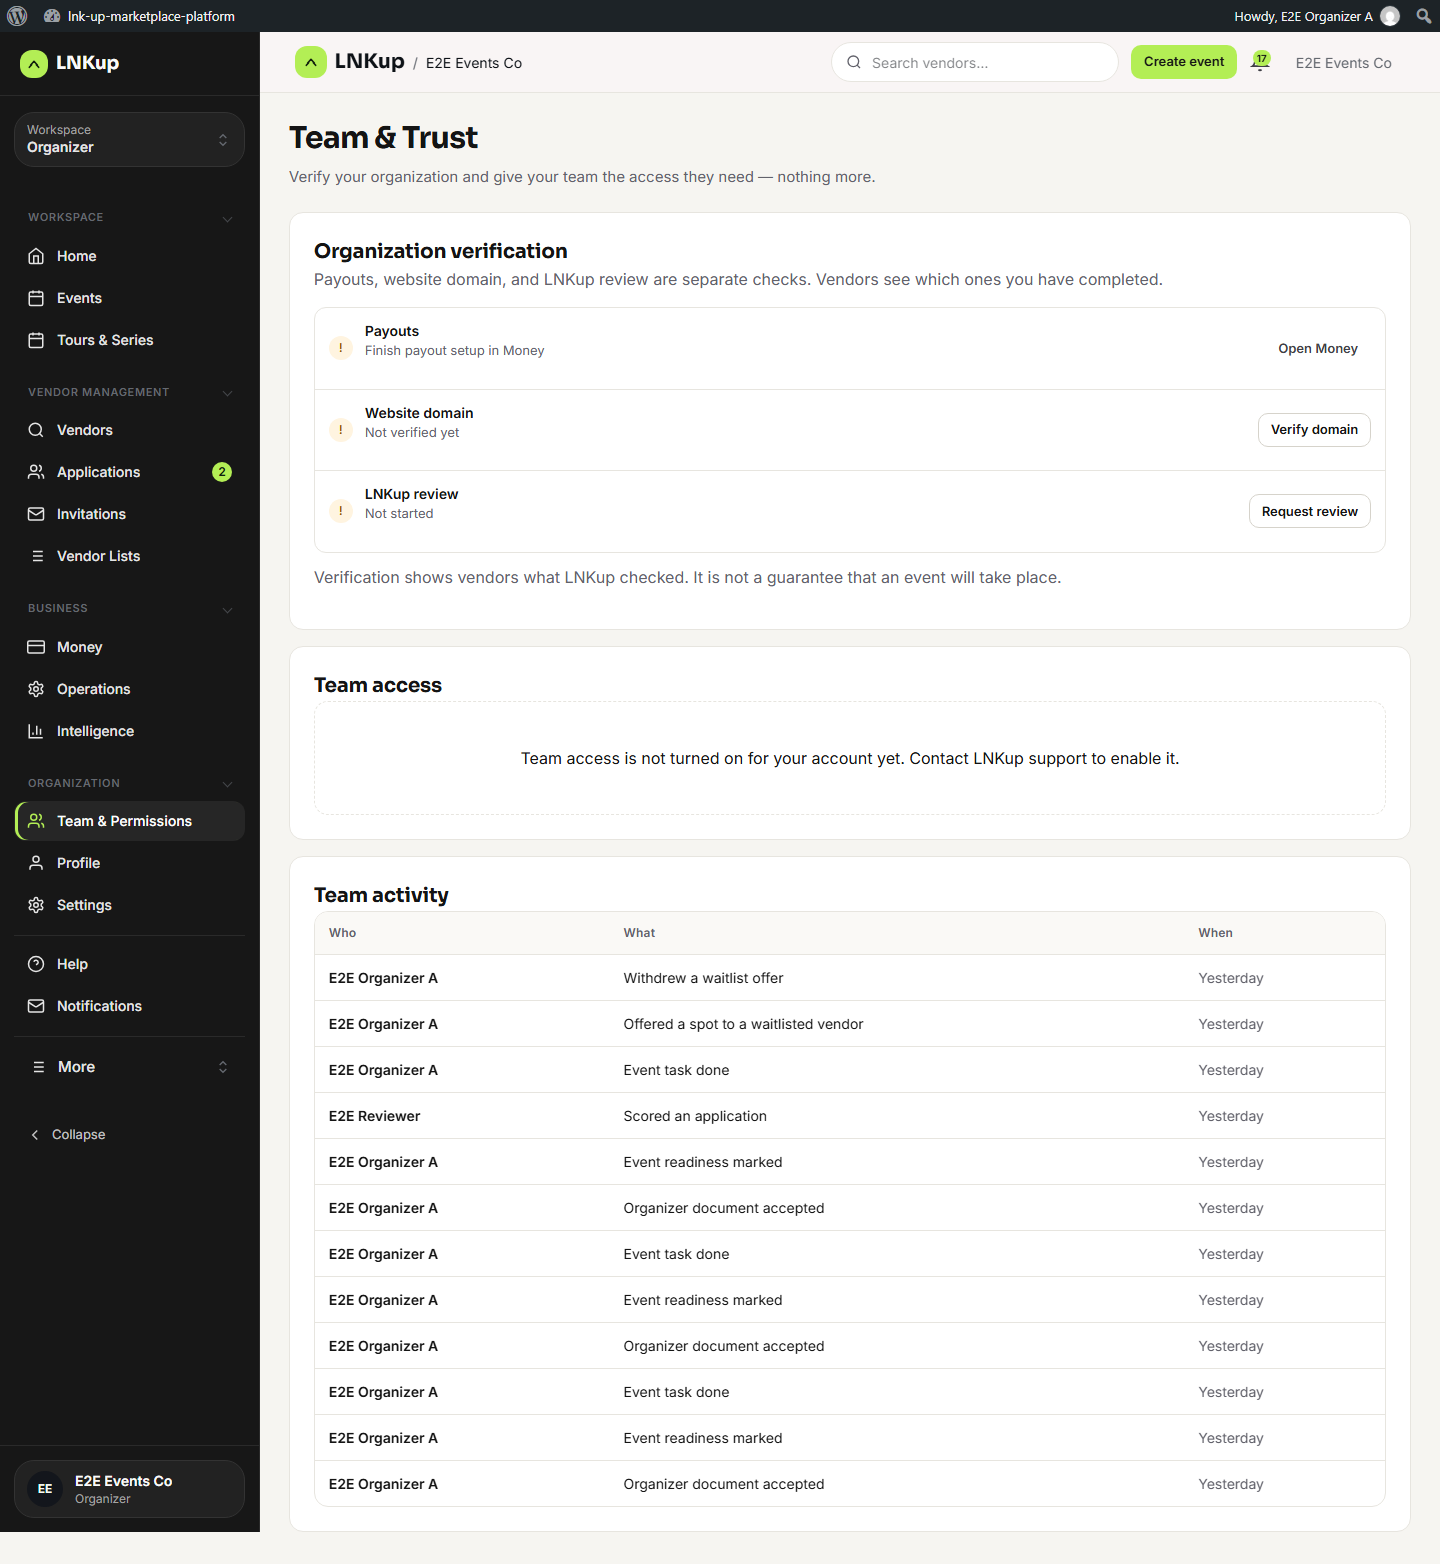 lnk-up-marketplace-platform
Howdy, E2E Organizer A
LNKup
Workspace
Organizer
WORKSPACE
Home
Events
Tours & Series
VENDOR MANAGEMENT
Vendors
Applications
2
Invitations
Vendor Lists
BUSINESS
Money
Operations
Intelligence
ORGANIZATION
Team & Permissions
Profile
Settings
Help
Notifications
More
Collapse
EE
E2E Events Co
Organizer
LNKup / E2E Events Co
Search vendors...
Create event
17
E2E Events Co
Team & Trust
Verify your organization and give your team the access they need — nothing more.
Organization verification
Payouts, website domain, and LNKup review are separate checks. Vendors see which ones you have completed.
!
Payouts
Finish payout setup in Money
Open Money
!
Website domain
Not verified yet
Verify domain
!
LNKup review
Not started
Request review
Verification shows vendors what LNKup checked. It is not a guarantee that an event will take place.
Team access
Team access is not turned on for your account yet. Contact LNKup support to enable it.
Team activity
Who What When
E2E Organizer A Withdrew a waitlist offer Yesterday
E2E Organizer A Offered a spot to a waitlisted vendor Yesterday
E2E Organizer A Event task done Yesterday
E2E Reviewer Scored an application Yesterday
E2E Organizer A Event readiness marked Yesterday
E2E Organizer A Organizer document accepted Yesterday
E2E Organizer A Event task done Yesterday
E2E Organizer A Event readiness marked Yesterday
E2E Organizer A Organizer document accepted Yesterday
E2E Organizer A Event task done Yesterday
E2E Organizer A Event readiness marked Yesterday
E2E Organizer A Organizer document accepted Yesterday